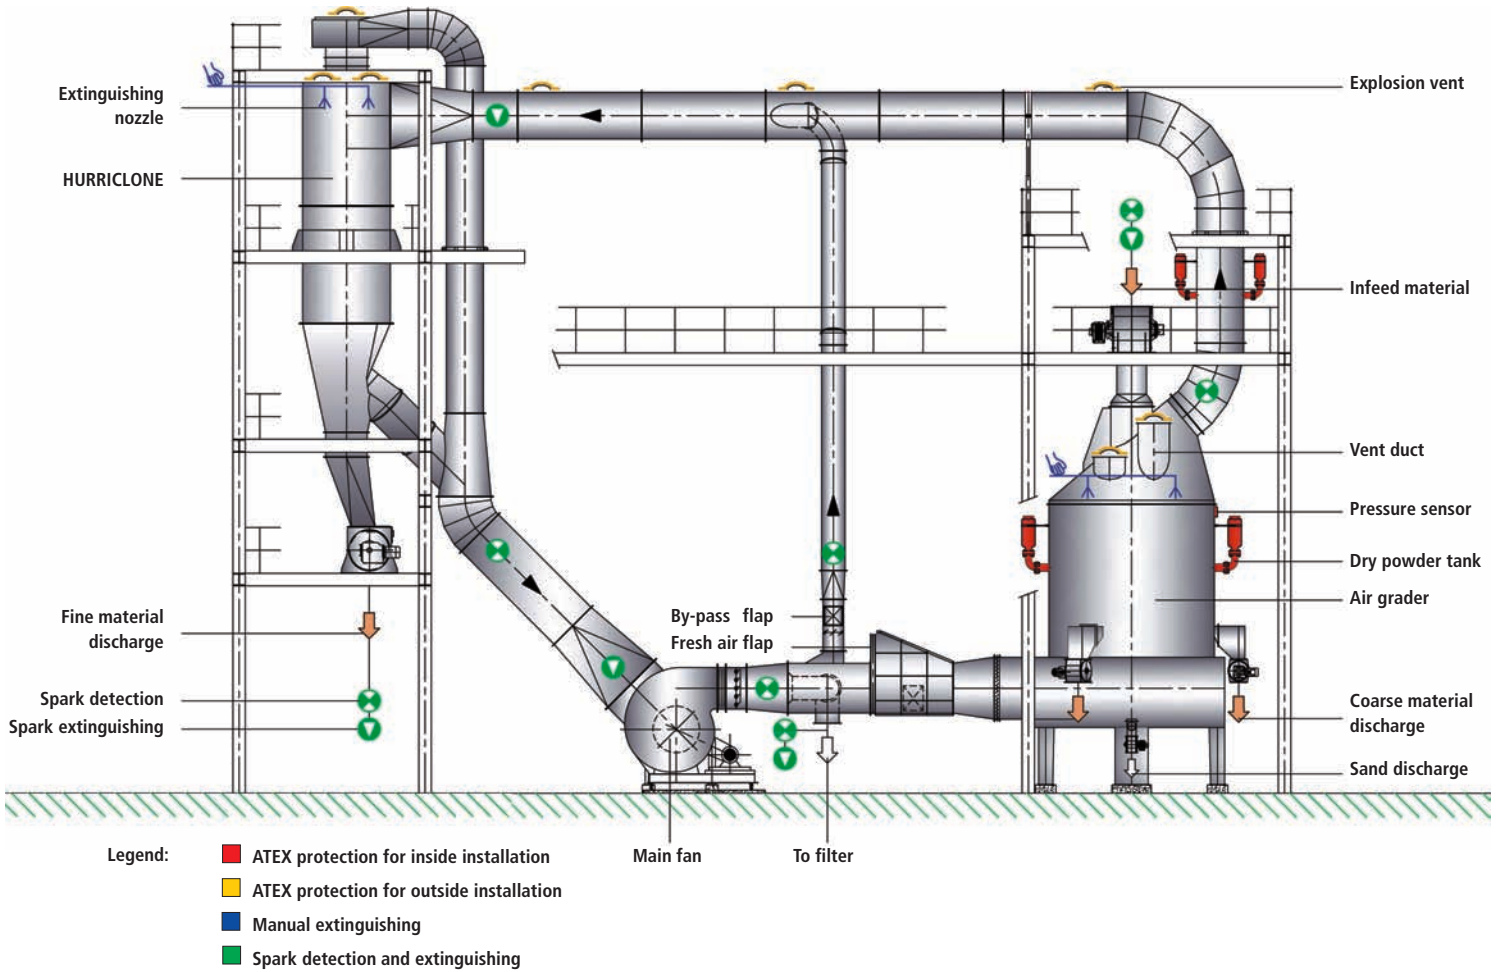 Extinguishing
nozzle
HURRICLONE
Explosion vent
Infeed material
Vent duct
Pressure sensor
Dry powder tank
Air grader
By-pass flap
Fresh air flap
Fine material
discharge
Spark detection
Spark extinguishing
Coarse material
discharge
Sand discharge
Main fan
To filter
Legend:
ATEX protection for inside installation
ATEX protection for outside installation
Manual extinguishing
Spark detection and extinguishing